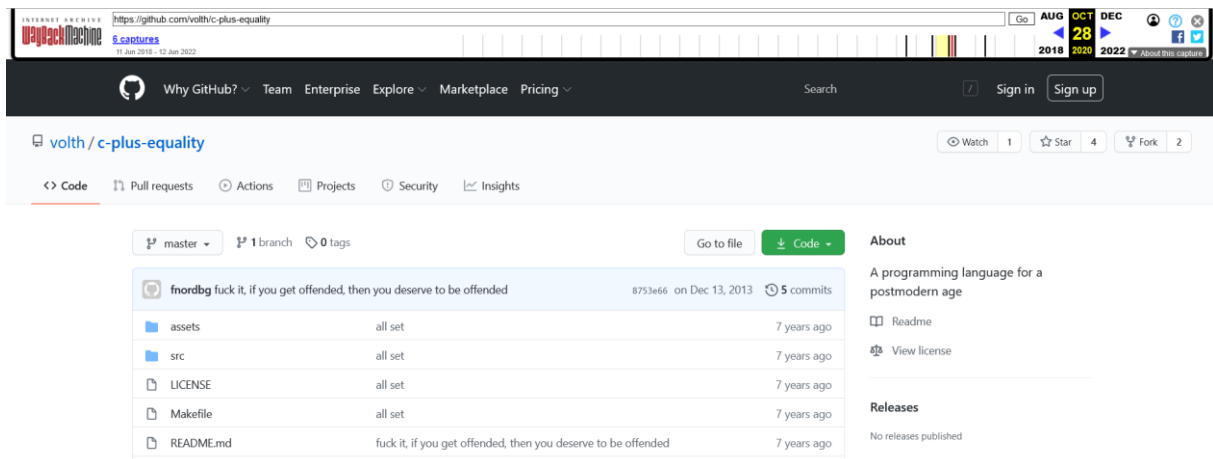 INTERNET ARCHIVE
WayBackMachine
https://github.com/volth/c-plus-equality
Go
AUG OCT DEC
6 captures
28
11 Jun 2018 - 12 Jun 2022
2018 2020 2022
About this capture
Why GitHub? Team Enterprise Explore Marketplace Pricing Search / Sign in Sign up
volth / c-plus-equality
Watch 1 Star 4 Fork 2
Code Pull requests Actions Projects Security Insights
master 1 branch 0 tags Go to file Code
About
A programming language for a postmodern age
fnordbg fuck it, if you get offended, then you deserve to be offended 8753e66 on Dec 13, 2013 5 commits
assets all set 7 years ago
Readme
src all set 7 years ago
View license
LICENSE all set 7 years ago
Makefile all set 7 years ago
Releases
README.md fuck it, if you get offended, then you deserve to be offended 7 years ago
No releases published